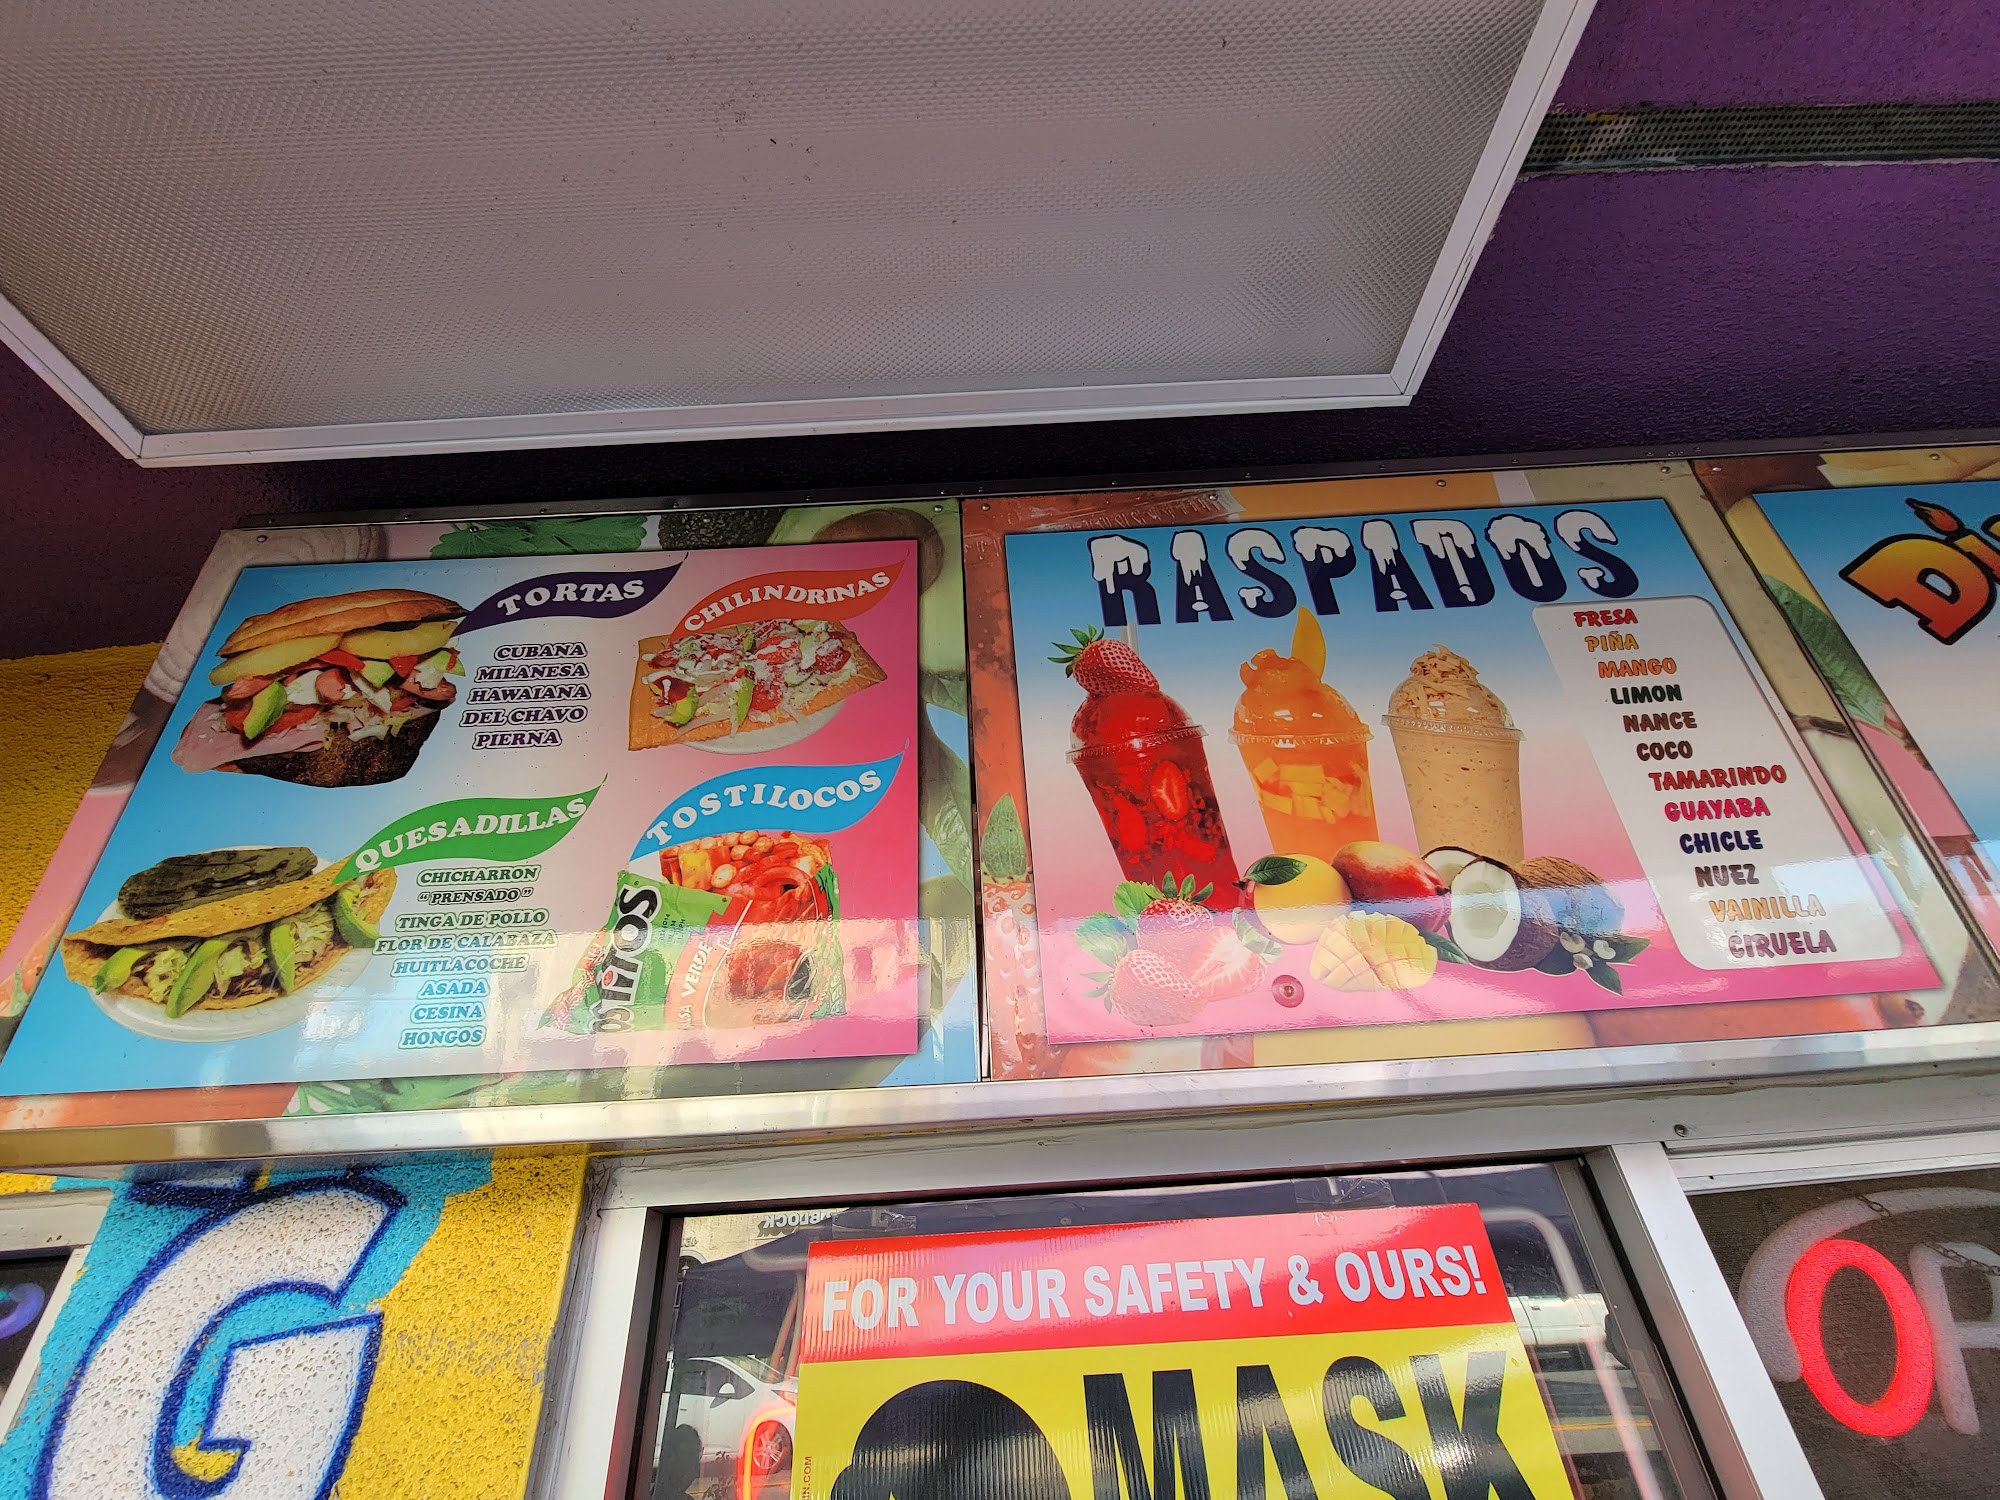 TORTAS
CUBANA
MILANESA
HAWAIANA
DEL CHAVO
PIERNA
CHILINDRINAS
QUESADILLAS
CHICHARRON
"PRENSADO"
TINGA DE POLLO
FLOR DE CALABAZA
HUITLACOCHE
ASADA
CESINA
HONGOS
TOSTILOCOS
SALSA VERDE
RASPADOS
FRESA
PIÑA
MANGO
LIMON
NANCE
COCO
TAMARINDO
GUAYABA
CHICLE
NUEZ
VAINILLA
CIRUELA
G
FOR YOUR SAFETY & OURS!
MASK